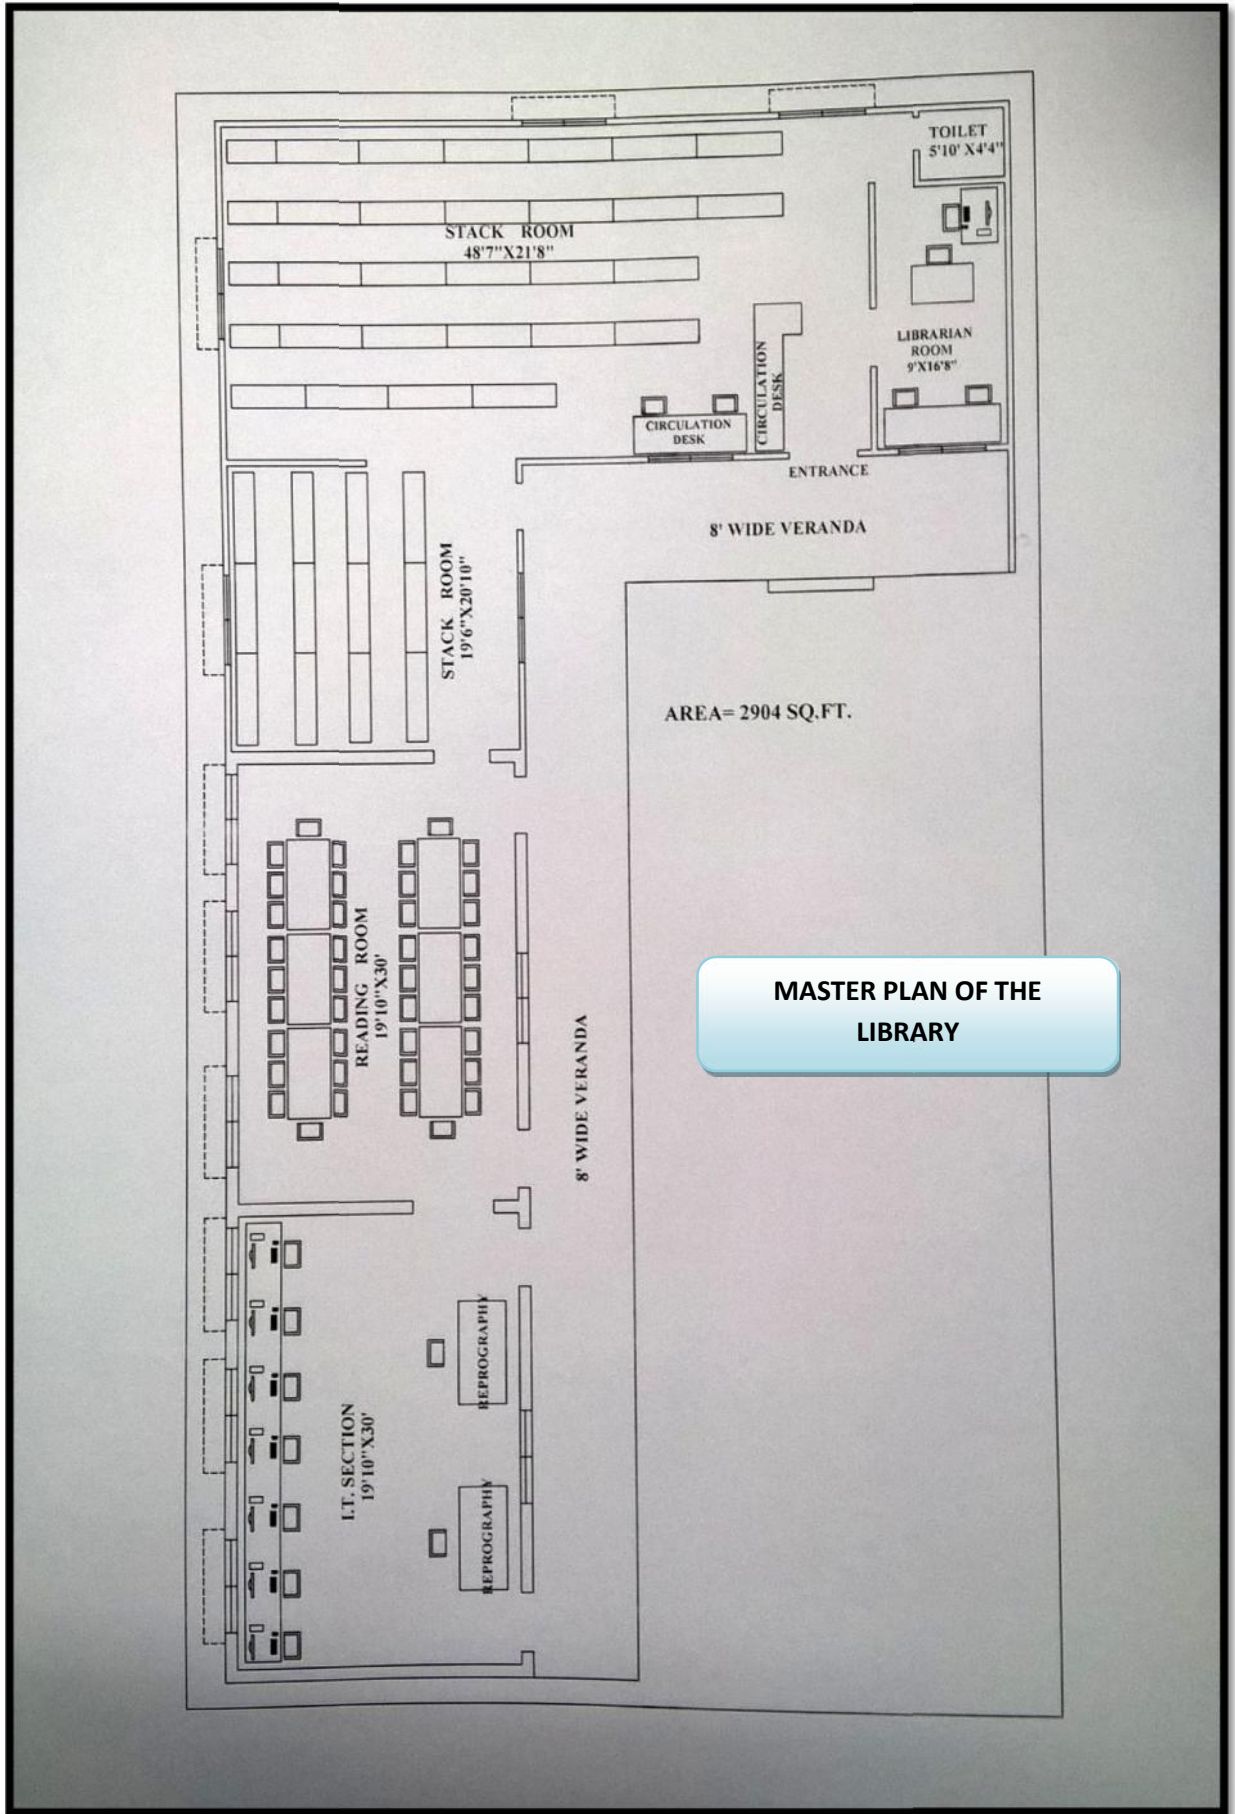 TOILET
5'10' X4'4"
STACK ROOM
48'7"X21'8"
LIBRARIAN
ROOM
9'X16'8"
CIRCULATION
DESK
CIRCULATION
DESK
ENTRANCE
8' WIDE VERANDA
STACK ROOM
19'6"X20'10"
AREA= 2904 SQ.FT.
READING ROOM
19'10"X30'
MASTER PLAN OF THE
LIBRARY
8' WIDE VERANDA
I.T. SECTION
19'10"X30'
REPROGRAPHY
REPROGRAPHY